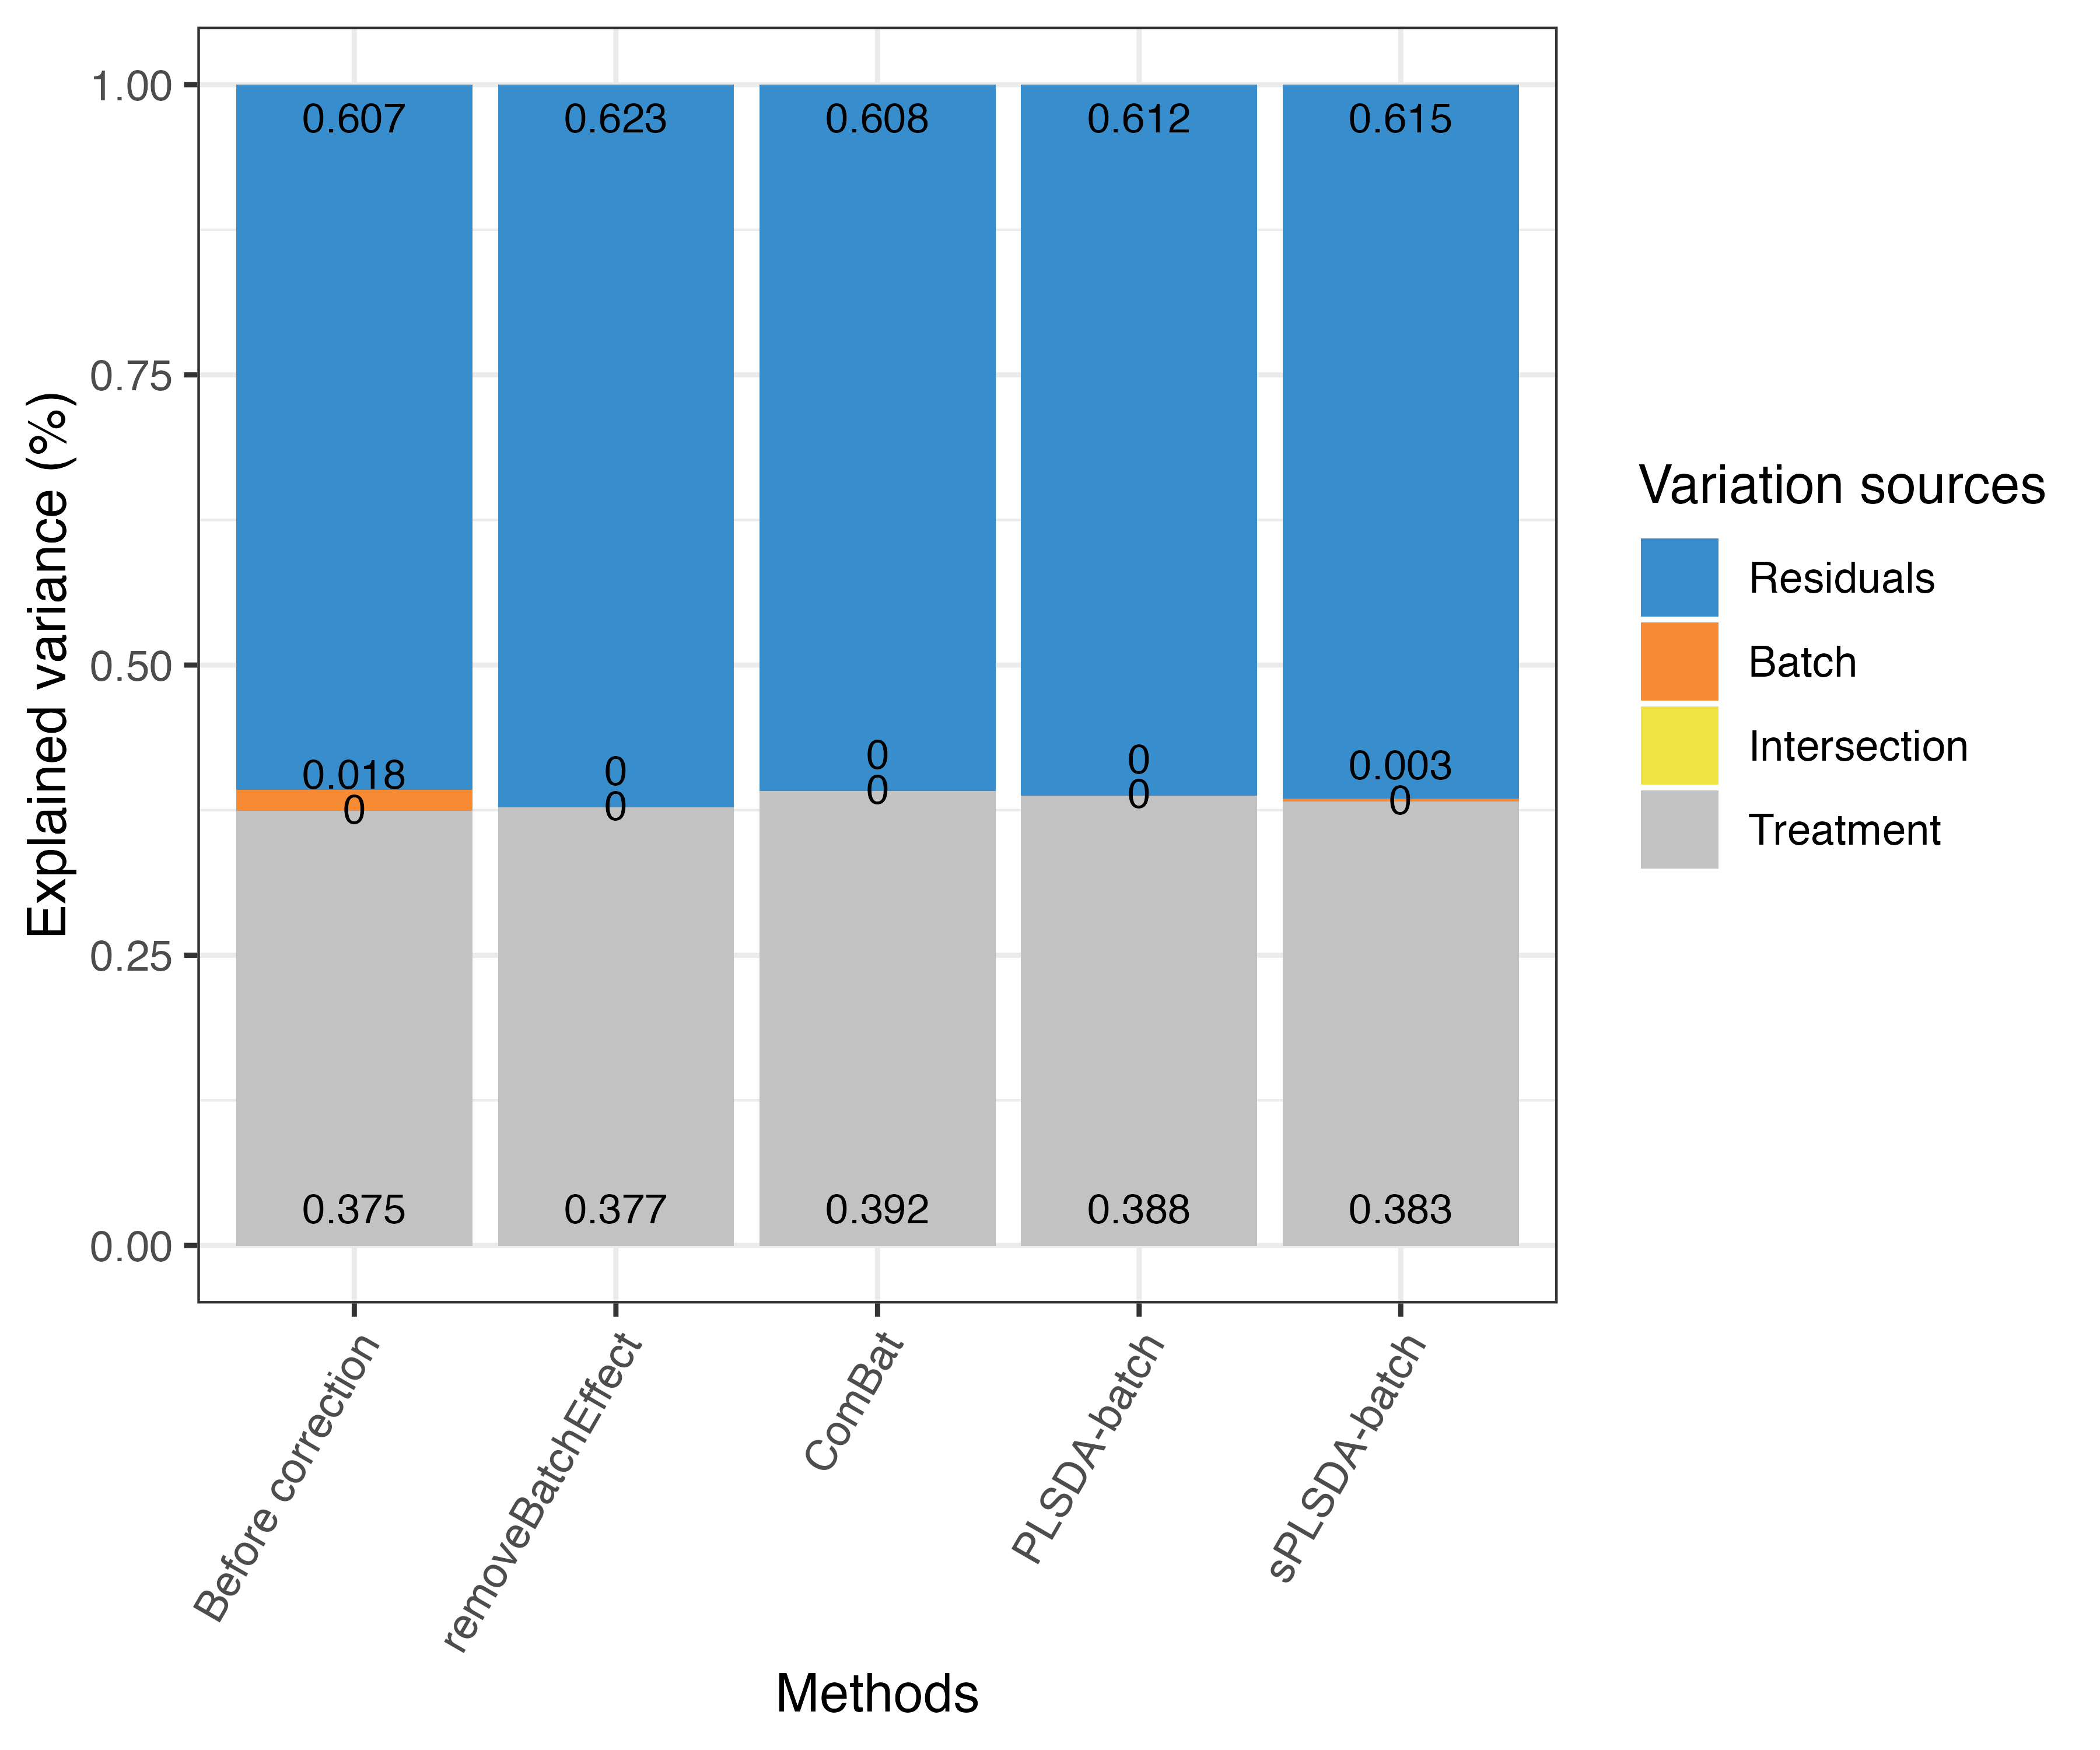 Explained variance (%)
1.00
0.75
0.50
0.25
0.00
0.607
0.623
0.608
0.612
0.615
0.018
0
0
0
0.003
0
0
0
0
0
0.375
0.377
0.392
0.388
0.383
Before correction
removeBatchEffect
ComBat
PLSDA-batch
sPLSDA-batch
Methods
Variation sources
Residuals
Batch
Intersection
Treatment